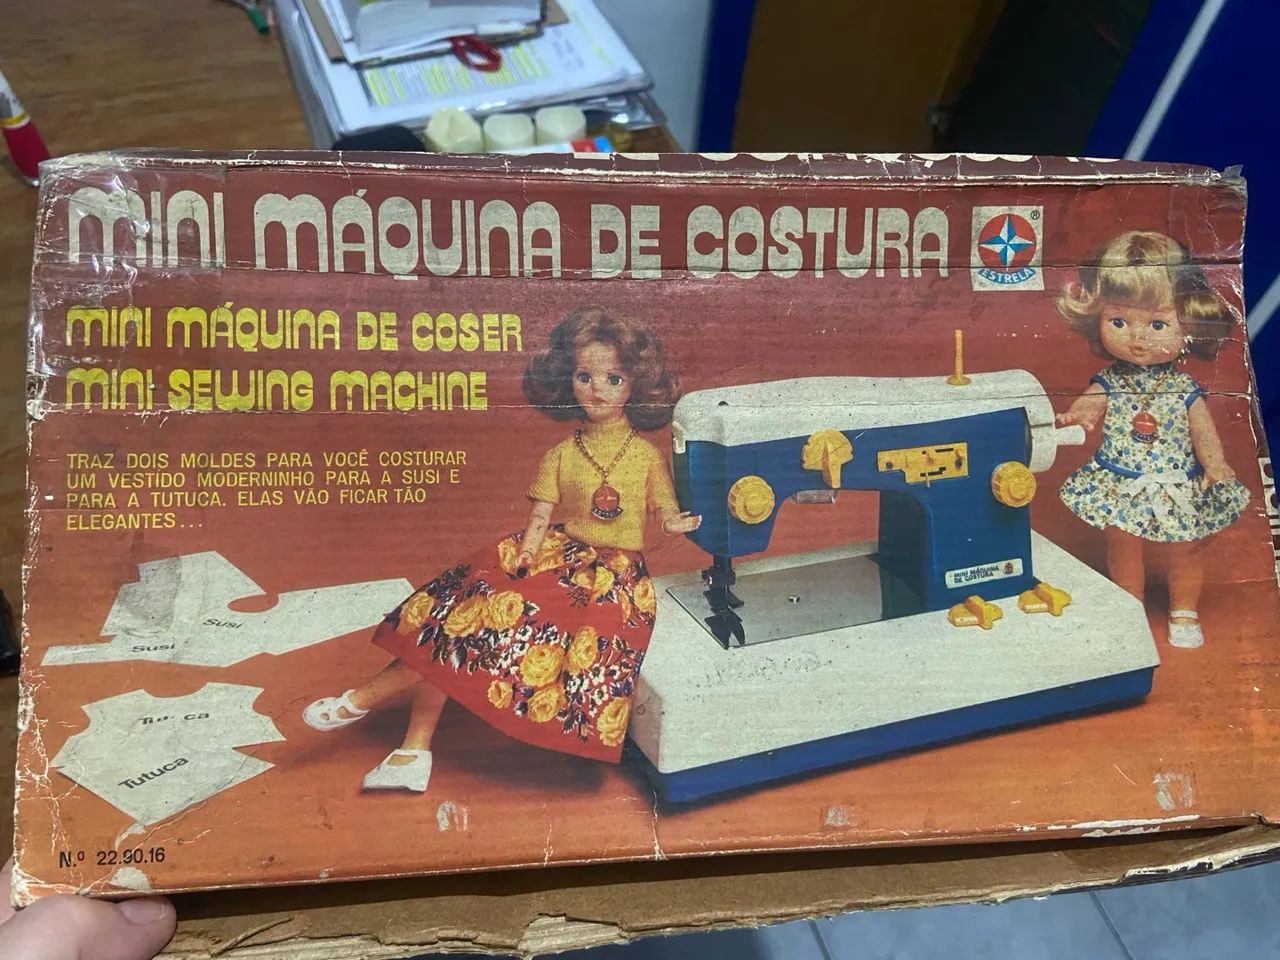 MINI MÁQUINA DE COSTURA
®
ESTRELA
MINI MÁQUINA DE COSER
MINI SEWING MACHINE
TRAZ DOIS MOLDES PARA VOCÊ COSTURAR
UM VESTIDO MODERNINHO PARA A SUSI E
PARA A TUTUCA. ELAS VÃO FICAR TÃO
ELEGANTES...
MINI MÁQUINA
DE COSTURA
Susi
Susi
Tutuca
Tutuca
N.º 22.90.16